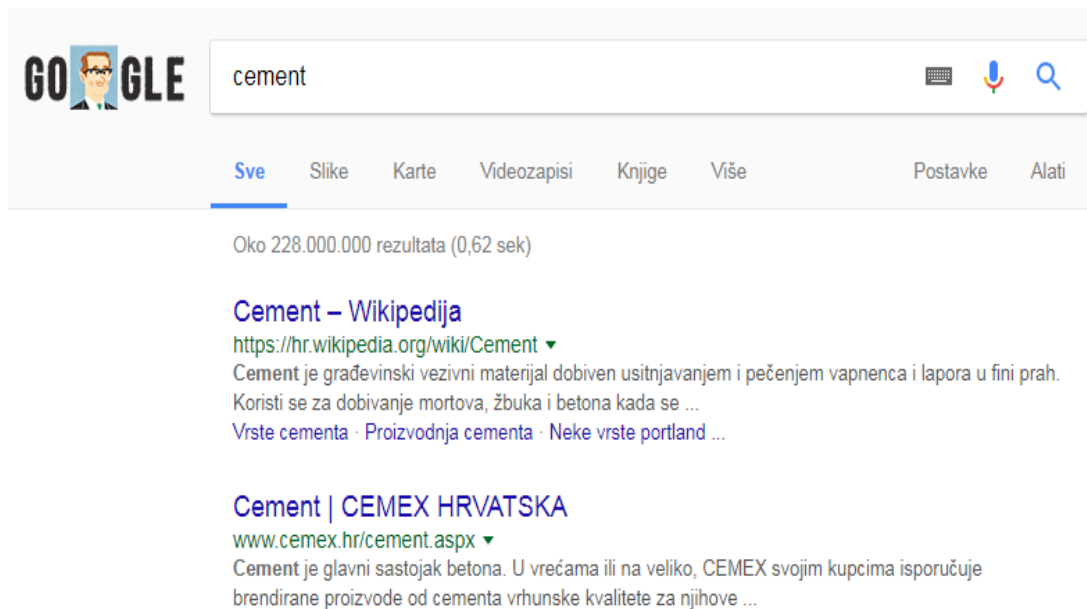 GO GLE
cement
Sve Slike Karte Videozapisi Knjige Više Postavke Alati
Oko 228.000.000 rezultata (0,62 sek)
Cement – Wikipedija
https://hr.wikipedia.org/wiki/Cement
Cement je građevinski vezivni materijal dobiven usitnjavanjem i pečenjem vapnenca i lapora u fini prah.
Koristi se za dobivanje mortova, žbuka i betona kada se ...
Vrste cementa · Proizvodnja cementa · Neke vrste portland ...
Cement | CEMEX HRVATSKA
www.cemex.hr/cement.aspx
Cement je glavni sastojak betona. U vrećama ili na veliko, CEMEX svojim kupcima isporučuje
brendirane proizvode od cementa vrhunske kvalitete za njihove ...